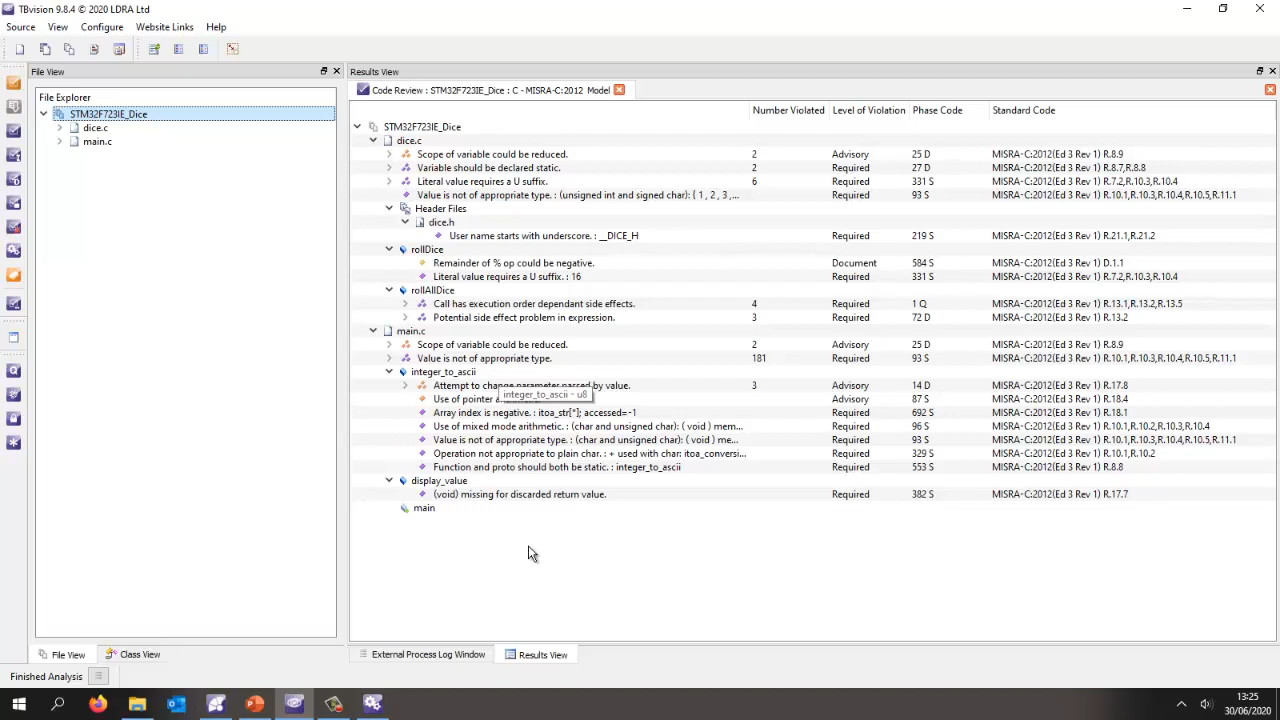 TBvision 9.8.4 © 2020 LDRA Ltd
Source View Configure Website Links Help
File View
Results View
File Explorer
STM32F723IE_Dice
dice.c
main.c
Code Review : STM32F723IE_Dice : C - MISRA-C:2012 Model
Number Violated Level of Violation Phase Code Standard Code
STM32F723IE_Dice
dice.c
Scope of variable could be reduced. 2 Advisory 25 D MISRA-C:2012(Ed 3 Rev 1) R.8.9
Variable should be declared static. 2 Required 27 D MISRA-C:2012(Ed 3 Rev 1) R.8.7,R.8.8
Literal value requires a U suffix. 6 Required 331 S MISRA-C:2012(Ed 3 Rev 1) R.7.2,R.10.3,R.10.4
Value is not of appropriate type. : (unsigned int and signed char): { 1 , 2 , 3 ,... Required 93 S MISRA-C:2012(Ed 3 Rev 1) R.10.1,R.10.3,R.10.4,R.10.5,R.11.1
Header Files
dice.h
User name starts with underscore. : __DICE_H Required 219 S MISRA-C:2012(Ed 3 Rev 1) R.21.1,R.21.2
rollDice
Remainder of % op could be negative. Document 584 S MISRA-C:2012(Ed 3 Rev 1) D.1.1
Literal value requires a U suffix. : 16 Required 331 S MISRA-C:2012(Ed 3 Rev 1) R.7.2,R.10.3,R.10.4
rollAllDice
Call has execution order dependant side effects. 4 Required 1 Q MISRA-C:2012(Ed 3 Rev 1) R.13.1,R.13.2,R.13.5
Potential side effect problem in expression. 3 Required 72 D MISRA-C:2012(Ed 3 Rev 1) R.13.2
main.c
Scope of variable could be reduced. 2 Advisory 25 D MISRA-C:2012(Ed 3 Rev 1) R.8.9
Value is not of appropriate type. 181 Required 93 S MISRA-C:2012(Ed 3 Rev 1) R.10.1,R.10.3,R.10.4,R.10.5,R.11.1
integer_to_ascii
Attempt to change parameter passed by value. 3 Advisory 14 D MISRA-C:2012(Ed 3 Rev 1) R.17.8
integer_to_ascii - u8
Use of pointer Advisory 87 S MISRA-C:2012(Ed 3 Rev 1) R.18.4
Array index is negative. : itoa_str[*]; accessed=-1 Required 692 S MISRA-C:2012(Ed 3 Rev 1) R.18.1
Use of mixed mode arithmetic. : (char and unsigned char): ( void ) mem... Required 96 S MISRA-C:2012(Ed 3 Rev 1) R.10.1,R.10.2,R.10.3,R.10.4
Value is not of appropriate type. : (char and unsigned char): ( void ) me... Required 93 S MISRA-C:2012(Ed 3 Rev 1) R.10.1,R.10.3,R.10.4,R.10.5,R.11.1
Operation not appropriate to plain char. : + used with char: itoa_conversi... Required 329 S MISRA-C:2012(Ed 3 Rev 1) R.10.1,R.10.2
Function and proto should both be static. : integer_to_ascii Required 553 S MISRA-C:2012(Ed 3 Rev 1) R.8.8
display_value
(void) missing for discarded return value. Required 382 S MISRA-C:2012(Ed 3 Rev 1) R.17.7
main
File View Class View
External Process Log Window Results View
Finished Analysis
13:25
30/06/2020